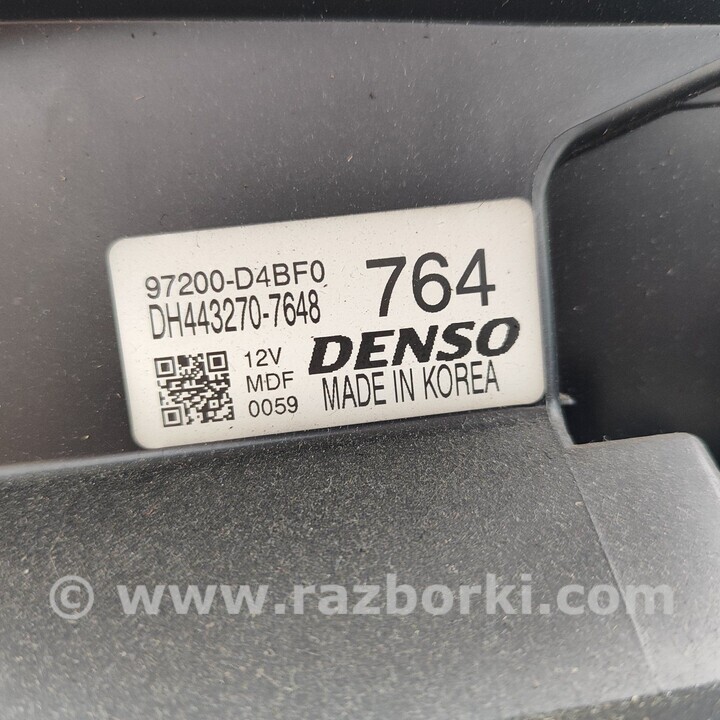 97200-D4BF0 764
DH443270-7648
12V DENSO
MDF MADE IN KOREA
0059
© www.razborki.com